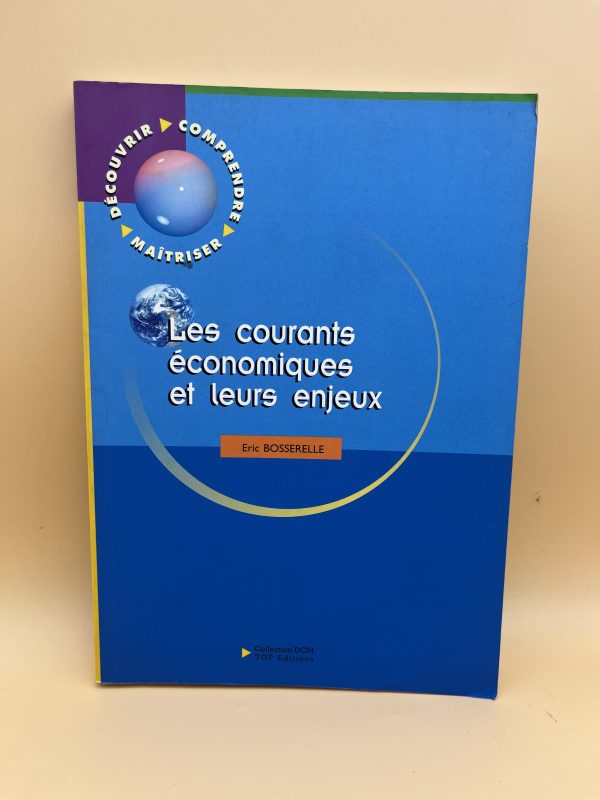 DÉCOUVRIR
COMPRENDRE
MAÎTRISER
Les courants
économiques
et leurs enjeux
Eric BOSSERELLE
Collection DCM
TOP Editions